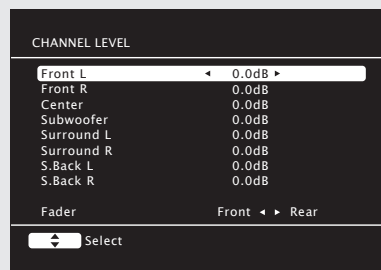 CHANNEL LEVEL
Front L ◄ 0.0dB ►
Front R 0.0dB
Center 0.0dB
Subwoofer 0.0dB
Surround L 0.0dB
Surround R 0.0dB
S.Back L 0.0dB
S.Back R 0.0dB
Fader Front ◄ ► Rear
Select